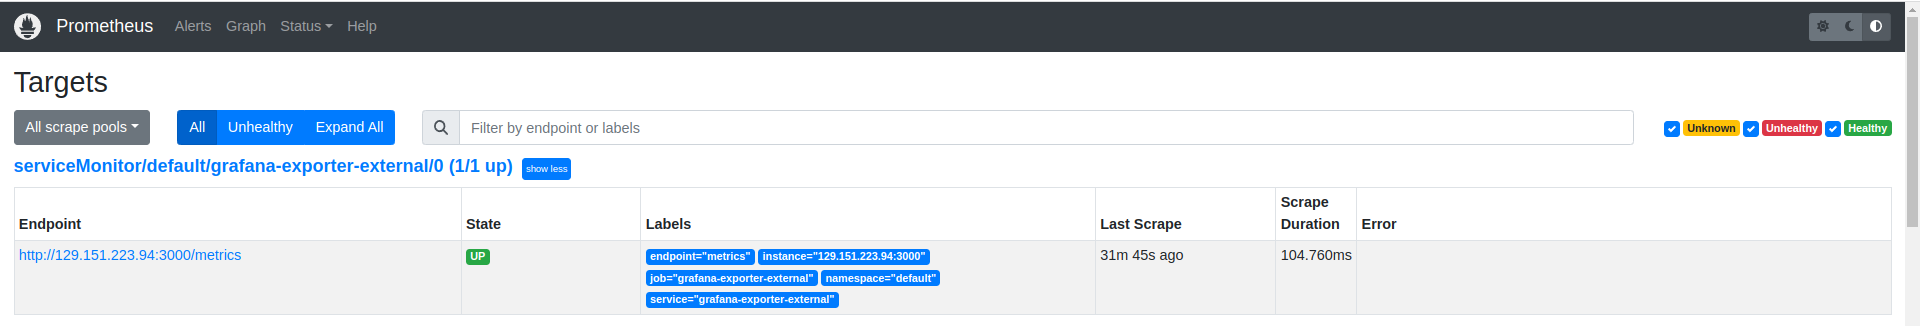 Prometheus Alerts Graph Status Help
Targets
All scrape pools All Unhealthy Expand All Filter by endpoint or labels Unknown Unhealthy Healthy
serviceMonitor/default/grafana-exporter-external/0 (1/1 up) show less
Endpoint State Labels Last Scrape Scrape Duration Error
http://129.151.223.94:3000/metrics UP endpoint="metrics" instance="129.151.223.94:3000" 31m 45s ago 104.760ms
job="grafana-exporter-external" namespace="default"
service="grafana-exporter-external"